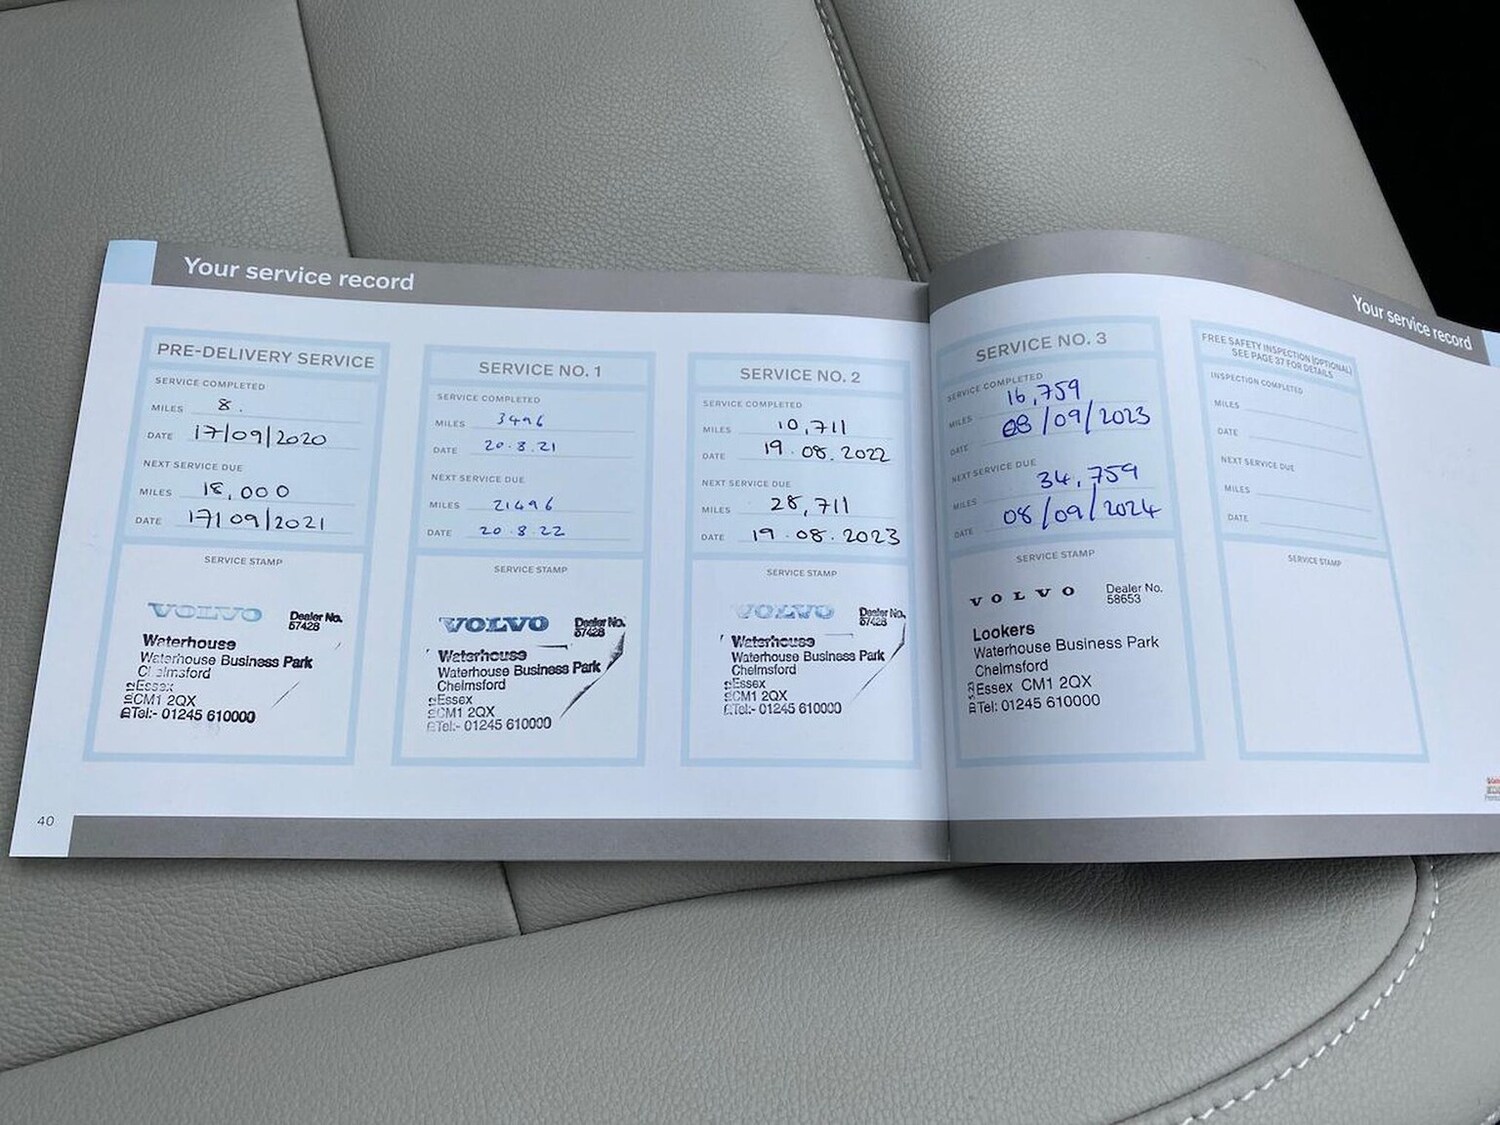 Your service record
PRE-DELIVERY SERVICE
SERVICE COMPLETED
MILES 8.
DATE 17/09/2020
NEXT SERVICE DUE
MILES 18,000
DATE 17/09/2021
SERVICE STAMP
VOLVO Dealer No.
57428
Waterhouse
Waterhouse Business Park
Chelmsford
Essex
CM1 2QX
Tel:- 01245 610000
SERVICE NO. 1
SERVICE COMPLETED
MILES 3496
DATE 20.8.21
NEXT SERVICE DUE
MILES 21496
DATE 20.8.22
SERVICE STAMP
VOLVO Dealer No.
57428
Waterhouse
Waterhouse Business Park
Chelmsford
Essex
CM1 2QX
Tel:- 01245 610000
SERVICE NO. 2
SERVICE COMPLETED
MILES 10,711
DATE 19.08.2022
NEXT SERVICE DUE
MILES 28,711
DATE 19.08.2023
SERVICE STAMP
VOLVO Dealer No.
57428
Waterhouse
Waterhouse Business Park
Chelmsford
Essex
CM1 2QX
Tel:- 01245 610000
40
Your service record
SERVICE NO. 3
SERVICE COMPLETED
MILES 16,759
DATE 08/09/2023
NEXT SERVICE DUE
MILES 34,759
DATE 08/09/2024
SERVICE STAMP
VOLVO Dealer No.
58653
Lookers
Waterhouse Business Park
Chelmsford
Essex CM1 2QX
Tel: 01245 610000
FREE SAFETY INSPECTION (OPTIONAL)
SEE PAGE 37 FOR DETAILS
INSPECTION COMPLETED
MILES
DATE
NEXT SERVICE DUE
MILES
DATE
SERVICE STAMP